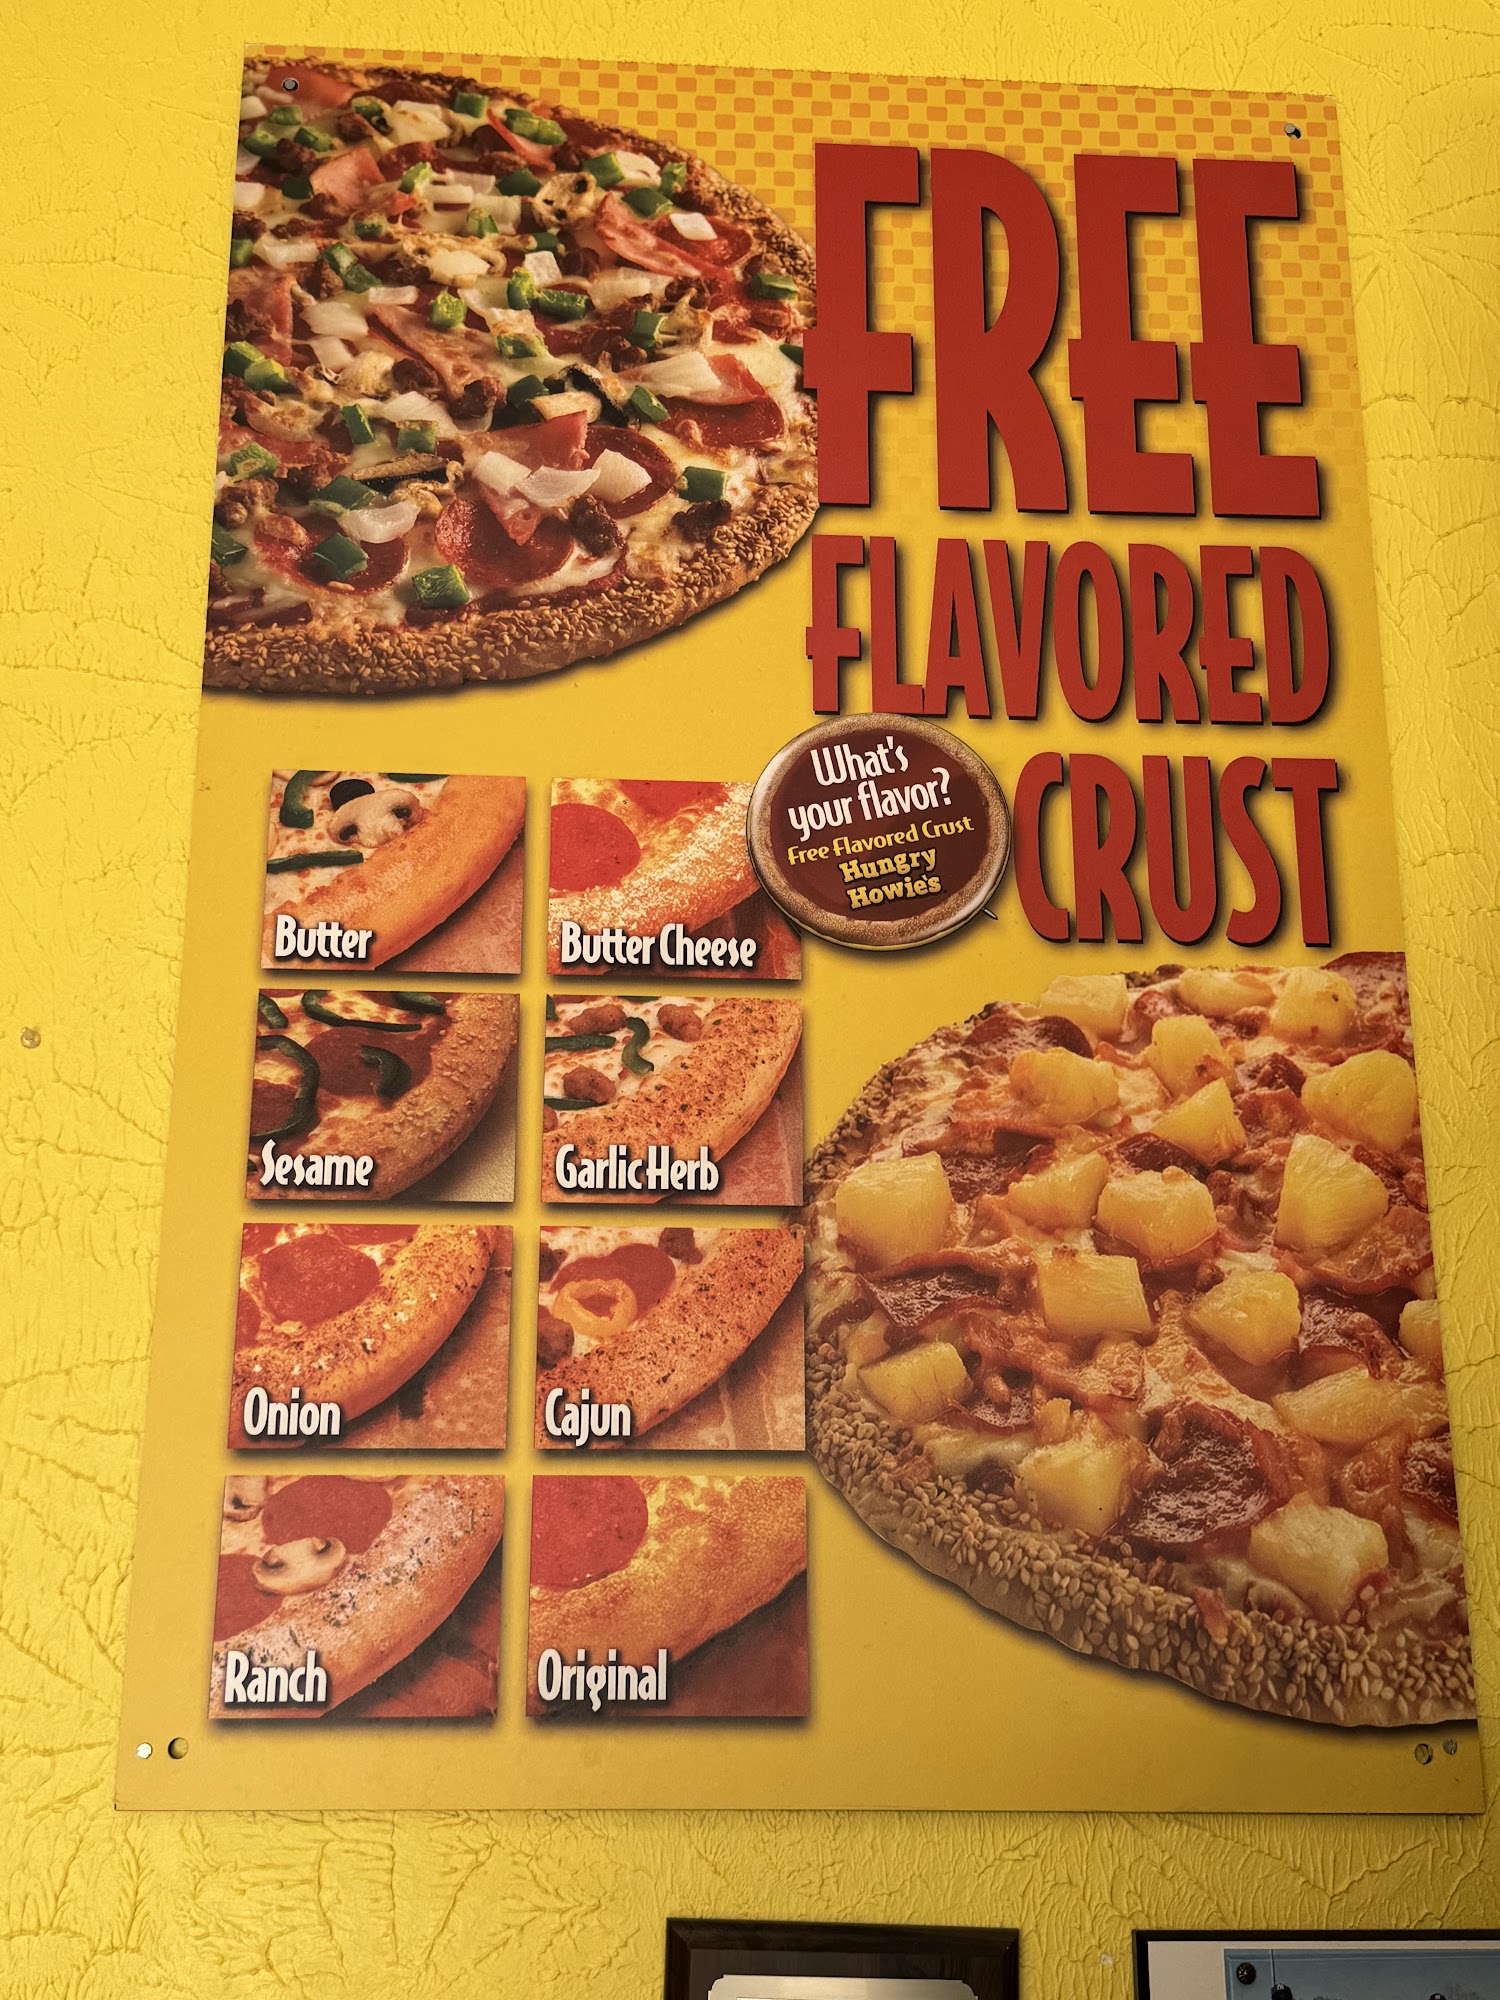 FREE
FLAVORED
CRUST
What's
your flavor?
Free Flavored Crust
Hungry
Howie's
Butter
Butter Cheese
Sesame
Garlic Herb
Onion
Cajun
Ranch
Original